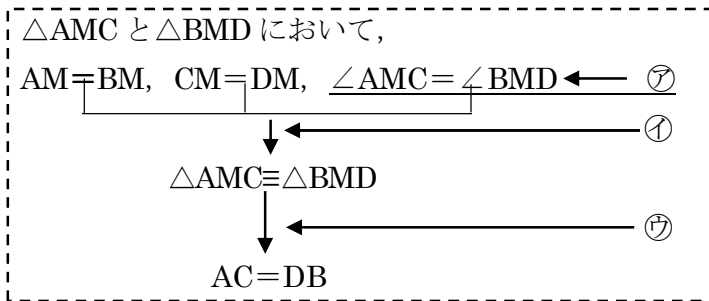 △AMC と△BMD において，
AM＝BM，CM＝DM，∠AMC＝∠BMD ㋐
㋑
△AMC≡△BMD
㋒
AC＝DB